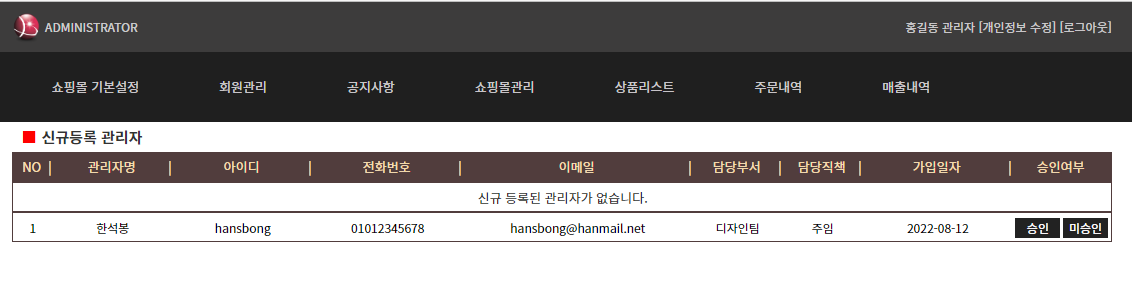 ADMINISTRATOR 홍길동 관리자 [개인정보 수정] [로그아웃]
쇼핑몰 기본설정 회원관리 공지사항 쇼핑몰관리 상품리스트 주문내역 매출내역
신규등록 관리자
NO 관리자명 아이디 전화번호 이메일 담당부서 담당직책 가입일자 승인여부
신규 등록된 관리자가 없습니다.
1 한석봉 hansbong 01012345678 hansbong@hanmail.net 디자인팀 주임 2022-08-12 승인 미승인